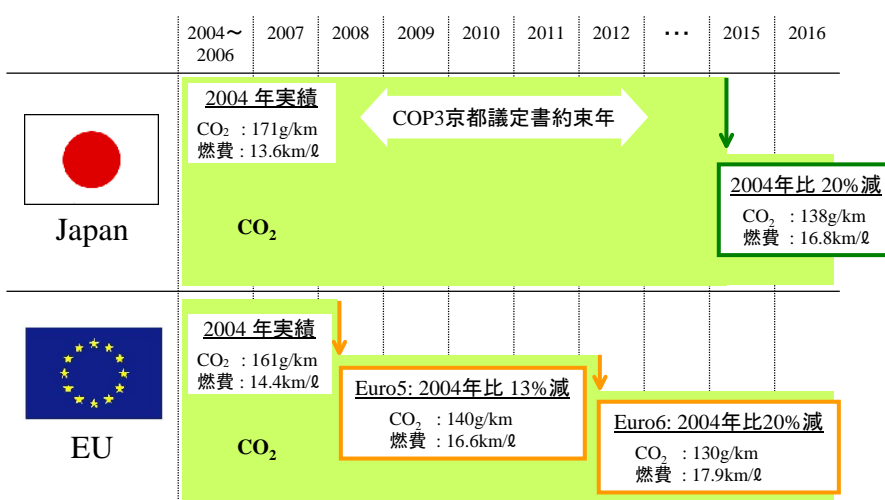 2004～2006 2007 2008 2009 2010 2011 2012 ・・・ 2015 2016
2004 年実績
CO₂ : 171g/km
燃費 : 13.6km/ℓ
COP3京都議定書約束年
2004年比 20%減
CO₂ : 138g/km
燃費 : 16.8km/ℓ
Japan
CO₂
2004 年実績
CO₂ : 161g/km
燃費 : 14.4km/ℓ
Euro5: 2004年比 13%減
CO₂ : 140g/km
燃費 : 16.6km/ℓ
Euro6: 2004年比20%減
CO₂ : 130g/km
燃費 : 17.9km/ℓ
EU
CO₂